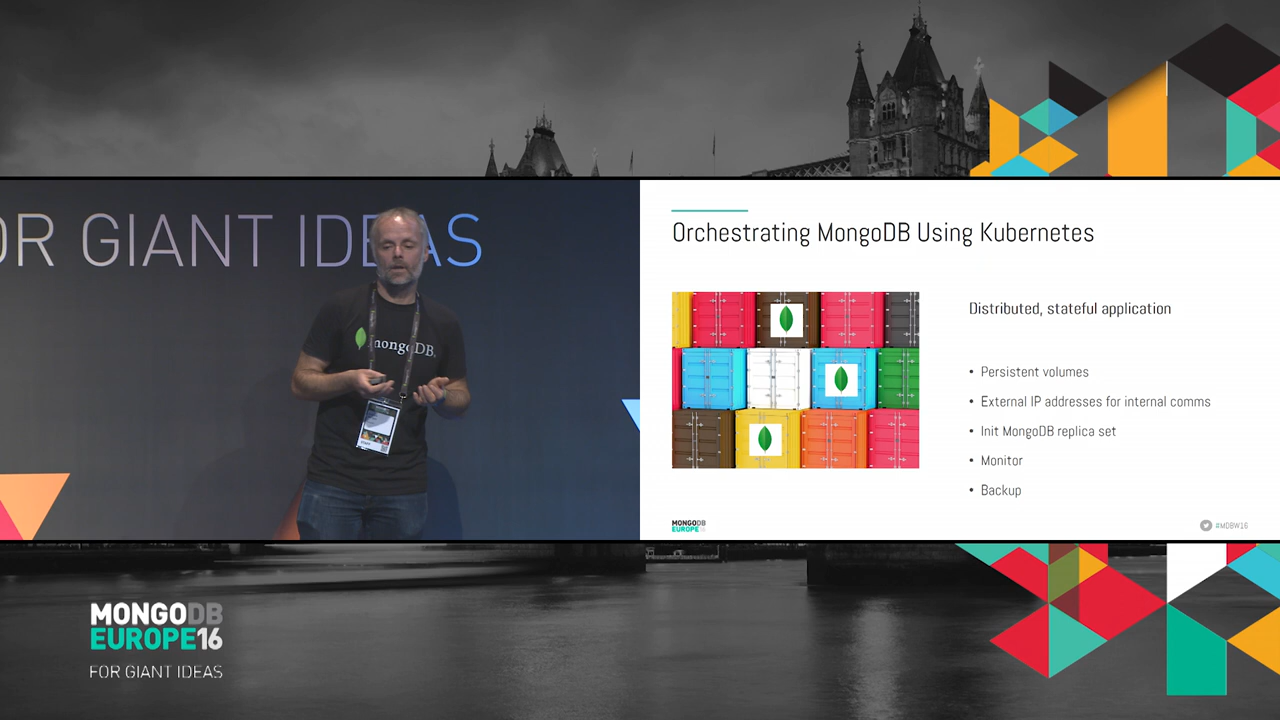 OR GIANT IDEAS
mongoDB.
Orchestrating MongoDB Using Kubernetes
Distributed, stateful application
• Persistent volumes
• External IP addresses for internal comms
• Init MongoDB replica set
• Monitor
• Backup
MONGODB
EUROPE16
#MDBW16
MONGODB
EUROPE16
FOR GIANT IDEAS